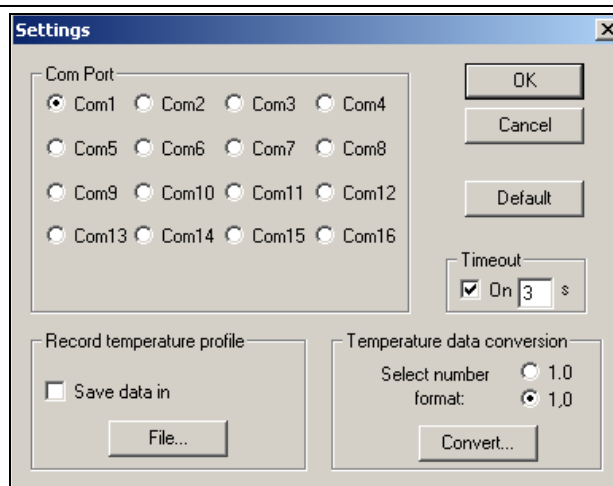 Settings
Com Port
Com1 Com2 Com3 Com4
Com5 Com6 Com7 Com8
Com9 Com10 Com11 Com12
Com13 Com14 Com15 Com16
OK
Cancel
Default
Timeout
On 3 s
Record temperature profile
Save data in
File...
Temperature data conversion
Select number format:
1.0
1,0
Convert...